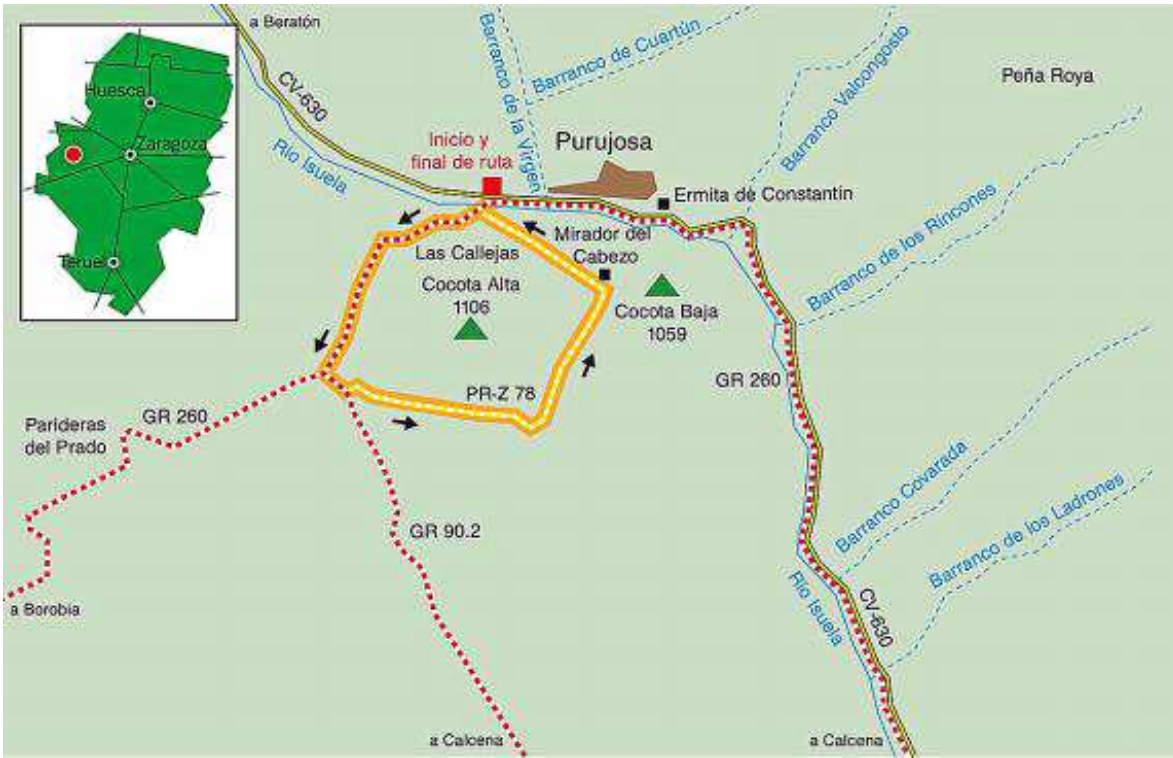 a Beratón
Huesca
Zaragoza
Teruel
CV-630
Río Isuela
Barranco de la Virgen
Barranco de Cuartún
Barranco Valcongosto
Peña Roya
Inicio y
final de ruta
Purujosa
Ermita de Constantin
Barranco de los Rincones
Las Callejas
Mirador del
Cabezo
Cocota Alta
1106
Cocota Baja
1059
PR-Z 78
GR 260
GR 260
Parideras
del Prado
GR 90.2
Barranco Covarada
Barranco de los Ladrones
Río Isuela
CV-630
a Borobia
a Calcena
a Calcena